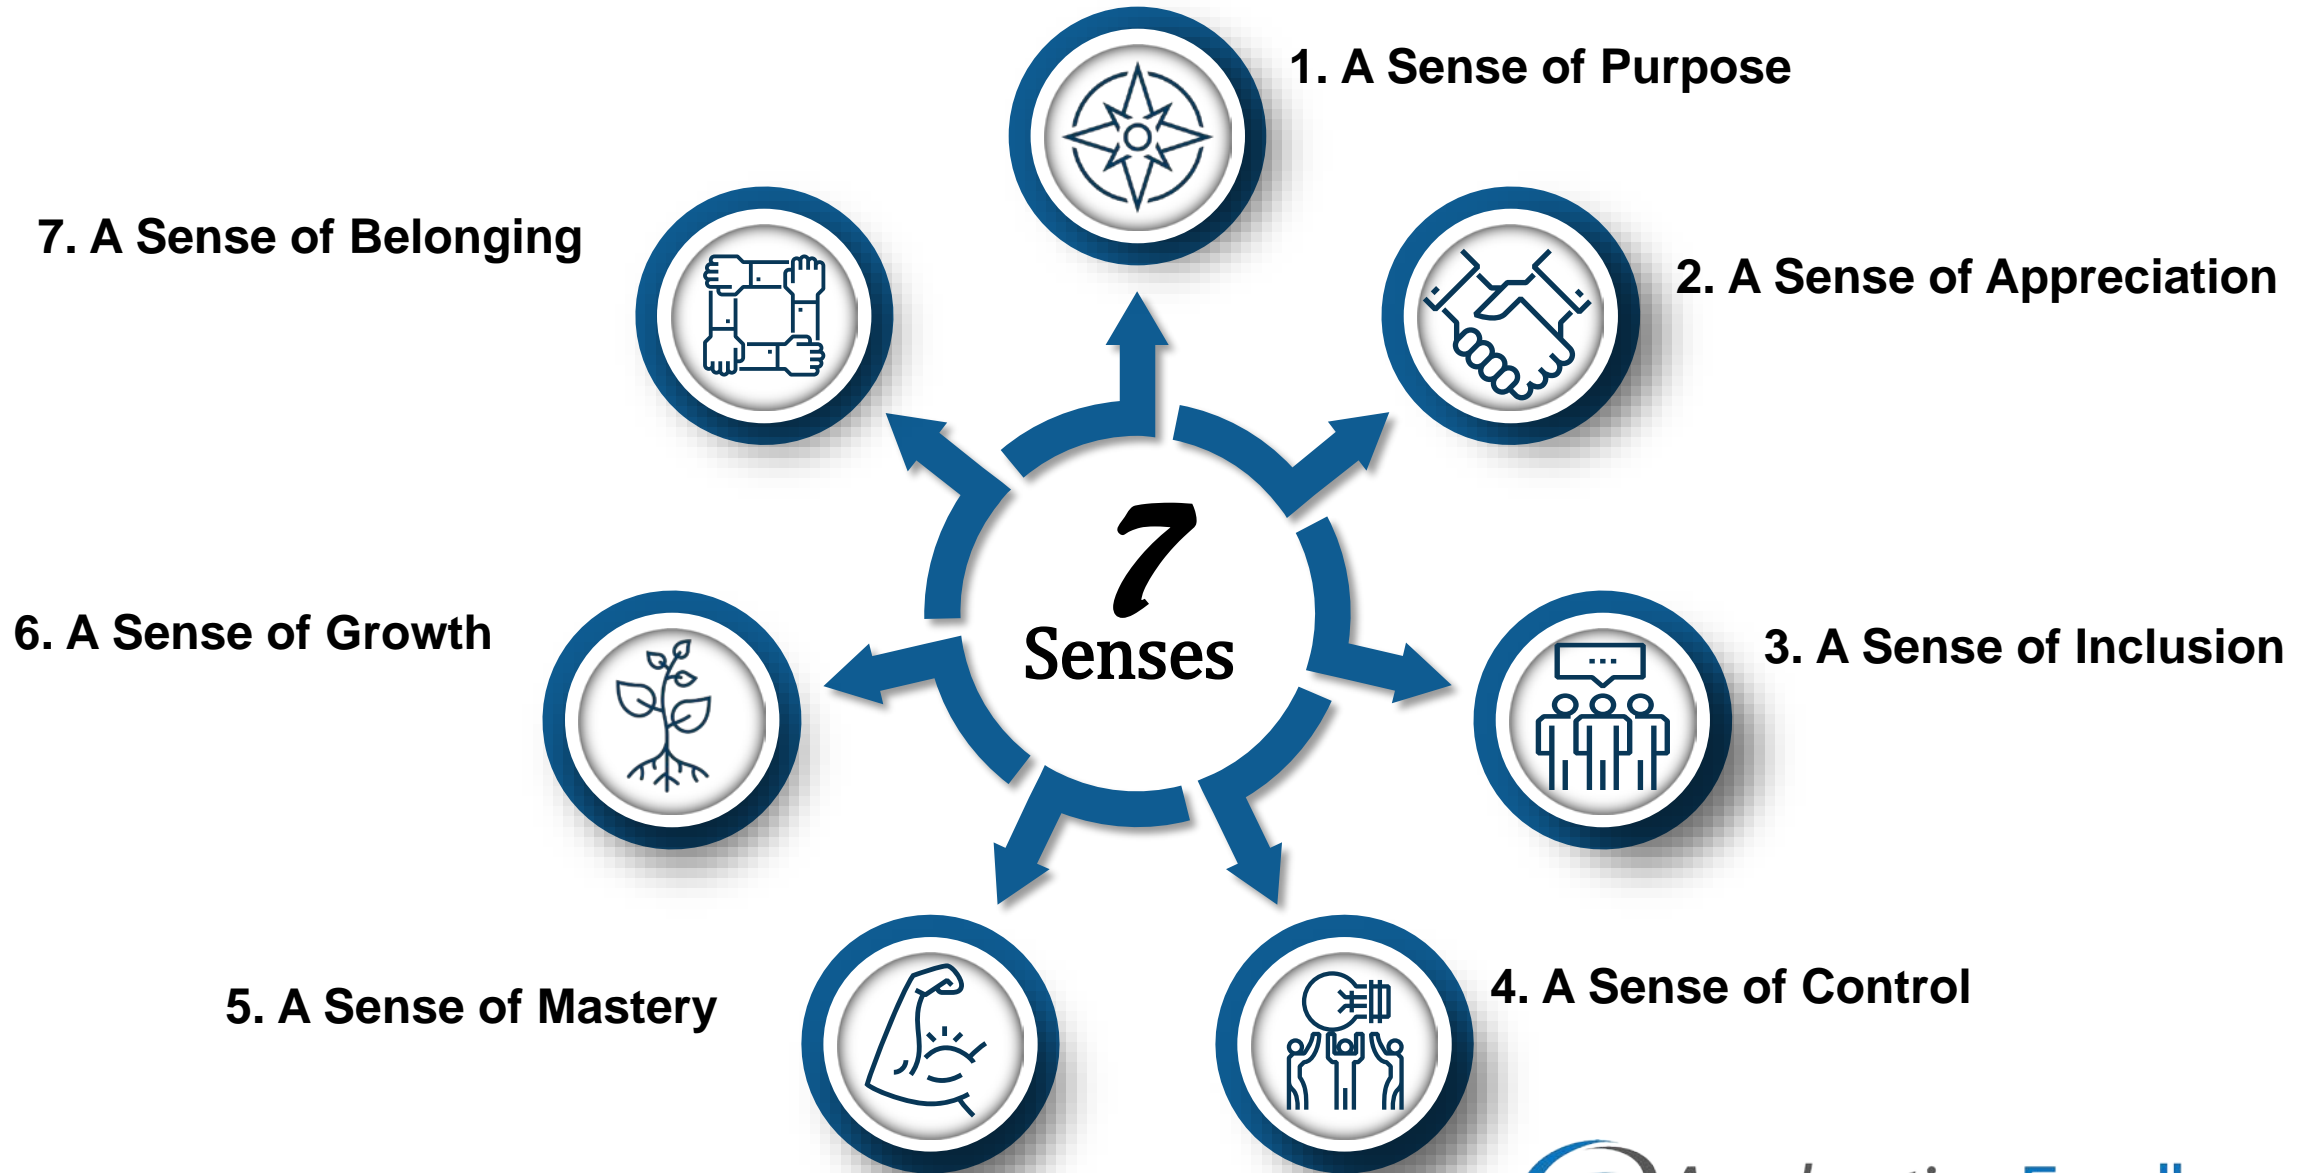 1. A Sense of Purpose
2. A Sense of Appreciation
3. A Sense of Inclusion
4. A Sense of Control
5. A Sense of Mastery
6. A Sense of Growth
7. A Sense of Belonging
7
Senses